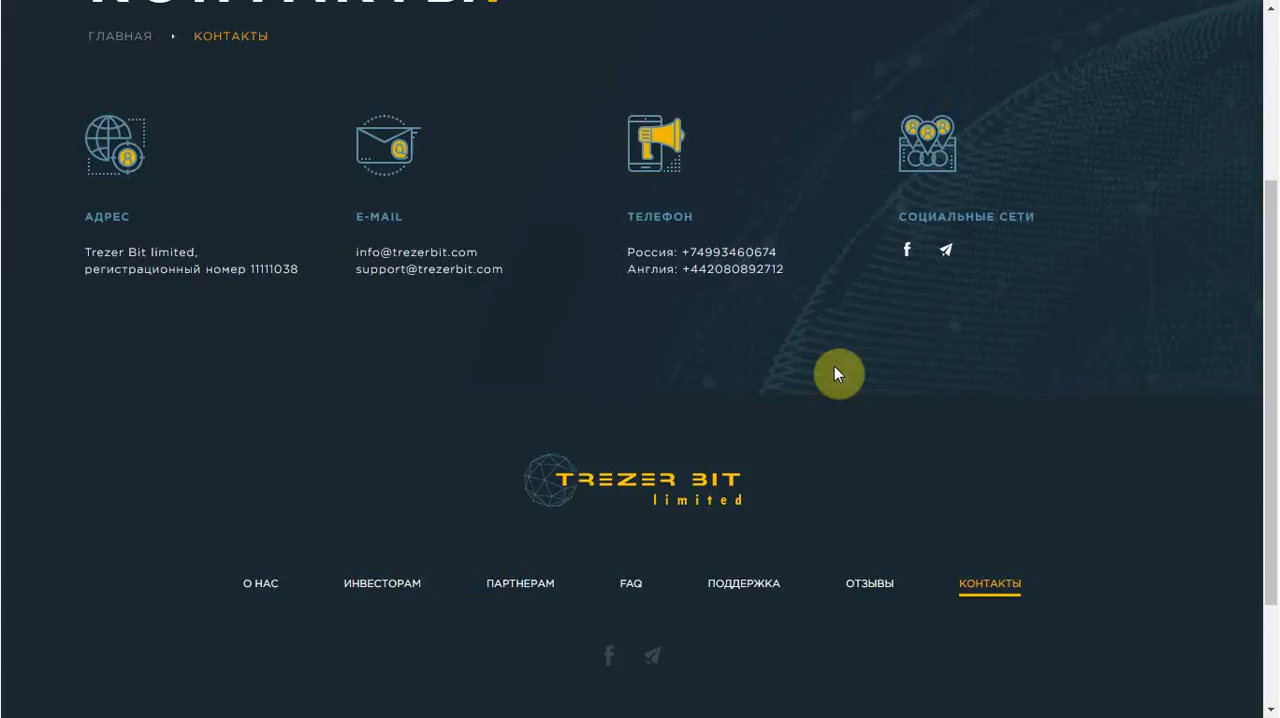 КОНТАКТЫ
ГЛАВНАЯ
КОНТАКТЫ
АДРЕС
Trezer Bit limited,
регистрационный номер 11111038
E-MAIL
info@trezerbit.com
support@trezerbit.com
ТЕЛЕФОН
Россия: +74993460674
Англия: +442080892712
СОЦИАЛЬНЫЕ СЕТИ
TREZER BIT
limited
О НАС
ИНВЕСТОРАМ
ПАРТНЕРАМ
FAQ
ПОДДЕРЖКА
ОТЗЫВЫ
КОНТАКТЫ